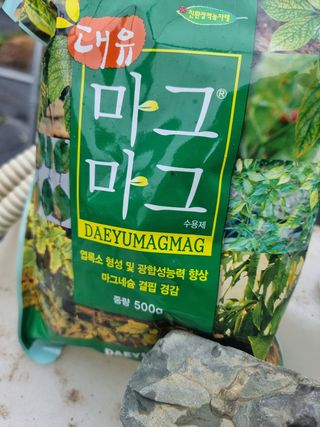 친환경적농자재
대유
마그®
마그
수용제
DAEYUMAGMAG
엽록소 형성 및 광합성능력 향상
마그네슘 결핍 경감
중량 500g
DAEYU